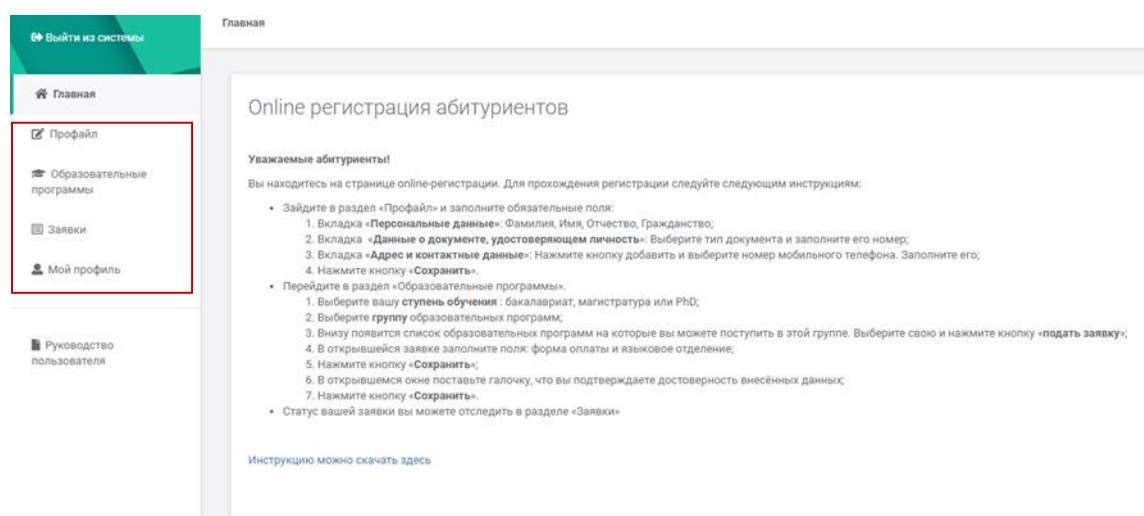 Выйти из системы
Главная
Профайл
Образовательные
программы
Заявки
Мой профиль
Руководство
пользователя
Главная
Online регистрация абитуриентов
Уважаемые абитуриенты!
Вы находитесь на странице online-регистрации. Для прохождения регистрации следуйте следующим инструкциям:
• Зайдите в раздел «Профайл» и заполните обязательные поля:
1. Вкладка «Персональные данные»: Фамилия, Имя, Отчество, Гражданство;
2. Вкладка «Данные о документе, удостоверяющем личность»: Выберите тип документа и заполните его номер;
3. Вкладка «Адрес и контактные данные»: Нажмите кнопку добавить и выберите номер мобильного телефона. Заполните его;
4. Нажмите кнопку «Сохранить».
• Перейдите в раздел «Образовательные программы».
1. Выберите вашу ступень обучения : бакалавриат, магистратура или PhD;
2. Выберите группу образовательных программ;
3. Внизу появится список образовательных программ на которые вы можете поступить в этой группе. Выберите свою и нажмите кнопку «подать заявку»;
4. В открывшейся заявке заполните поля: форма оплаты и языковое отделение;
5. Нажмите кнопку «Сохранить»;
6. В открывшемся окне поставьте галочку, что вы подтверждаете достоверность внесённых данных;
7. Нажмите кнопку «Сохранить».
• Статус вашей заявки вы можете отследить в разделе «Заявки»
Инструкцию можно скачать здесь